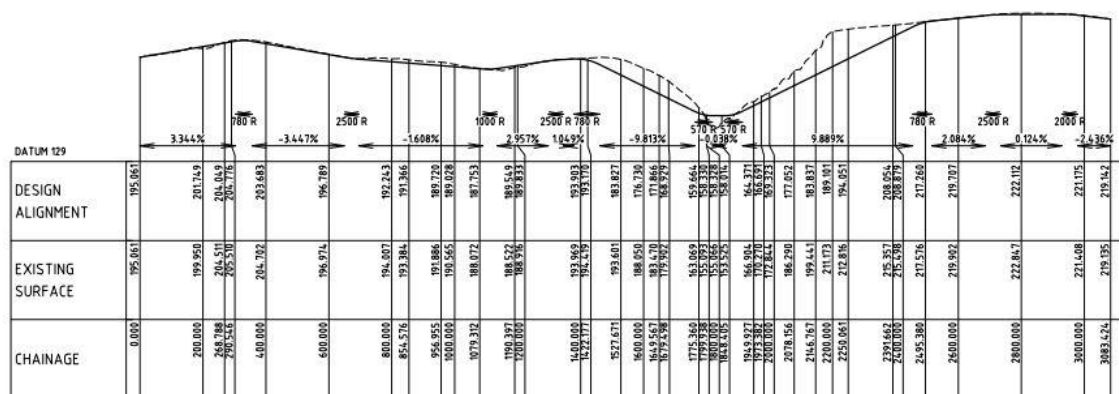 780 R 2500 R 1000 R 2500 R 780 R 570 R 570 R 780 R 2500 R 2000 R
3.344% -3.447% -1.608% 2.957% 1.049% -9.813% -0.038% 9.889% 2.084% 0.124% -2.436%
DATUM 129
DESIGN
ALIGNMENT
195.061 201.749 204.049 204.776 203.683 196.789 192.243 191.366 189.720 189.028 187.753 189.549 189.833 193.903 193.170 183.827 176.730 171.866 168.929 159.664 158.330 158.328 158.014 164.371 166.691 169.323 177.052 183.837 189.101 194.051 208.054 208.879 217.260 219.707 222.112 221.175 219.142
EXISTING
SURFACE
195.061 199.950 204.511 205.510 204.702 196.974 194.007 193.384 191.886 190.565 188.072 188.522 188.916 193.969 194.419 193.601 188.050 183.470 179.902 163.069 155.093 155.066 153.525 166.904 170.270 172.844 186.290 199.441 211.173 212.816 215.357 215.498 217.576 219.902 222.847 221.408 219.135
CHAINAGE
0.000 200.000 268.788 290.546 400.000 600.000 800.000 854.576 956.955 1000.000 1079.312 1190.397 1200.000 1400.000 1422.177 1527.671 1600.000 1649.567 1679.498 1775.360 1799.938 1800.000 1848.405 1949.927 1973.382 2000.000 2078.156 2146.767 2200.000 2250.061 2391.662 2400.000 2495.380 2600.000 2800.000 3000.000 3083.424